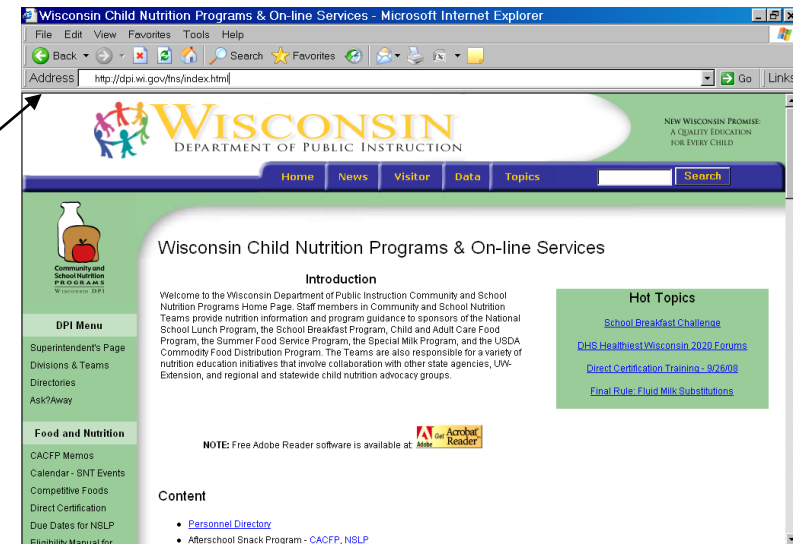 Wisconsin Child Nutrition Programs & On-line Services - Microsoft Internet Explorer
File Edit View Favorites Tools Help
Back Search Favorites
Address http://dpi.wi.gov/fns/index.html Go Links
WISCONSIN
DEPARTMENT OF PUBLIC INSTRUCTION
NEW WISCONSIN PROMISE:
A QUALITY EDUCATION
FOR EVERY CHILD
Home News Visitor Data Topics Search
Community and
School Nutrition
PROGRAMS
Wisconsin DPI
DPI Menu
Superintendent's Page
Divisions & Teams
Directories
Ask?Away
Food and Nutrition
CACFP Memos
Calendar - SNT Events
Competitive Foods
Direct Certification
Due Dates for NSLP
Eligibility Manual for
Wisconsin Child Nutrition Programs & On-line Services
Introduction
Welcome to the Wisconsin Department of Public Instruction Community and School
Nutrition Programs Home Page. Staff members in Community and School Nutrition
Teams provide nutrition information and program guidance to sponsors of the National
School Lunch Program, the School Breakfast Program, Child and Adult Care Food
Program, the Summer Food Service Program, the Special Milk Program, and the USDA
Commodity Food Distribution Program. The Teams are also responsible for a variety of
nutrition education initiatives that involve collaboration with other state agencies, UW-
Extension, and regional and statewide child nutrition advocacy groups.
Hot Topics
School Breakfast Challenge
DHS Healthiest Wisconsin 2020 Forums
Direct Certification Training - 9/26/08
Final Rule: Fluid Milk Substitutions
NOTE: Free Adobe Reader software is available at: Adobe Get Acrobat Reader
Content
Personnel Directory
Afterschool Snack Program - CACFP, NSLP